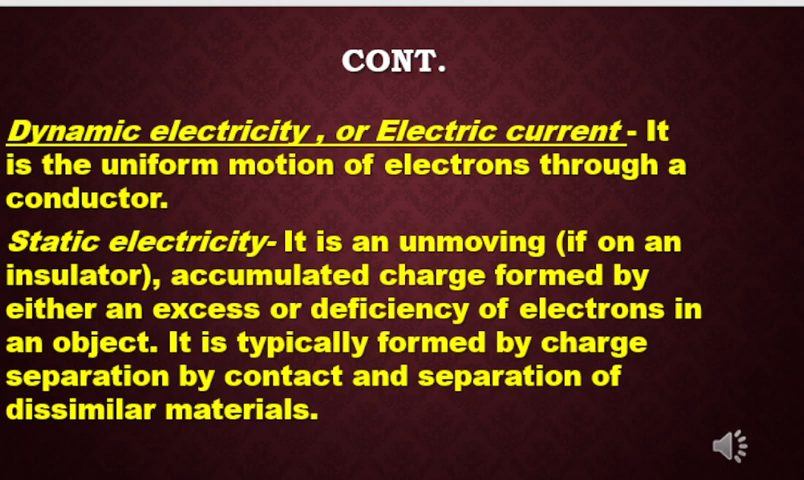 CONT.
Dynamic electricity , or Electric current - It
is the uniform motion of electrons through a
conductor.
Static electricity- It is an unmoving (if on an
insulator), accumulated charge formed by
either an excess or deficiency of electrons in
an object. It is typically formed by charge
separation by contact and separation of
dissimilar materials.